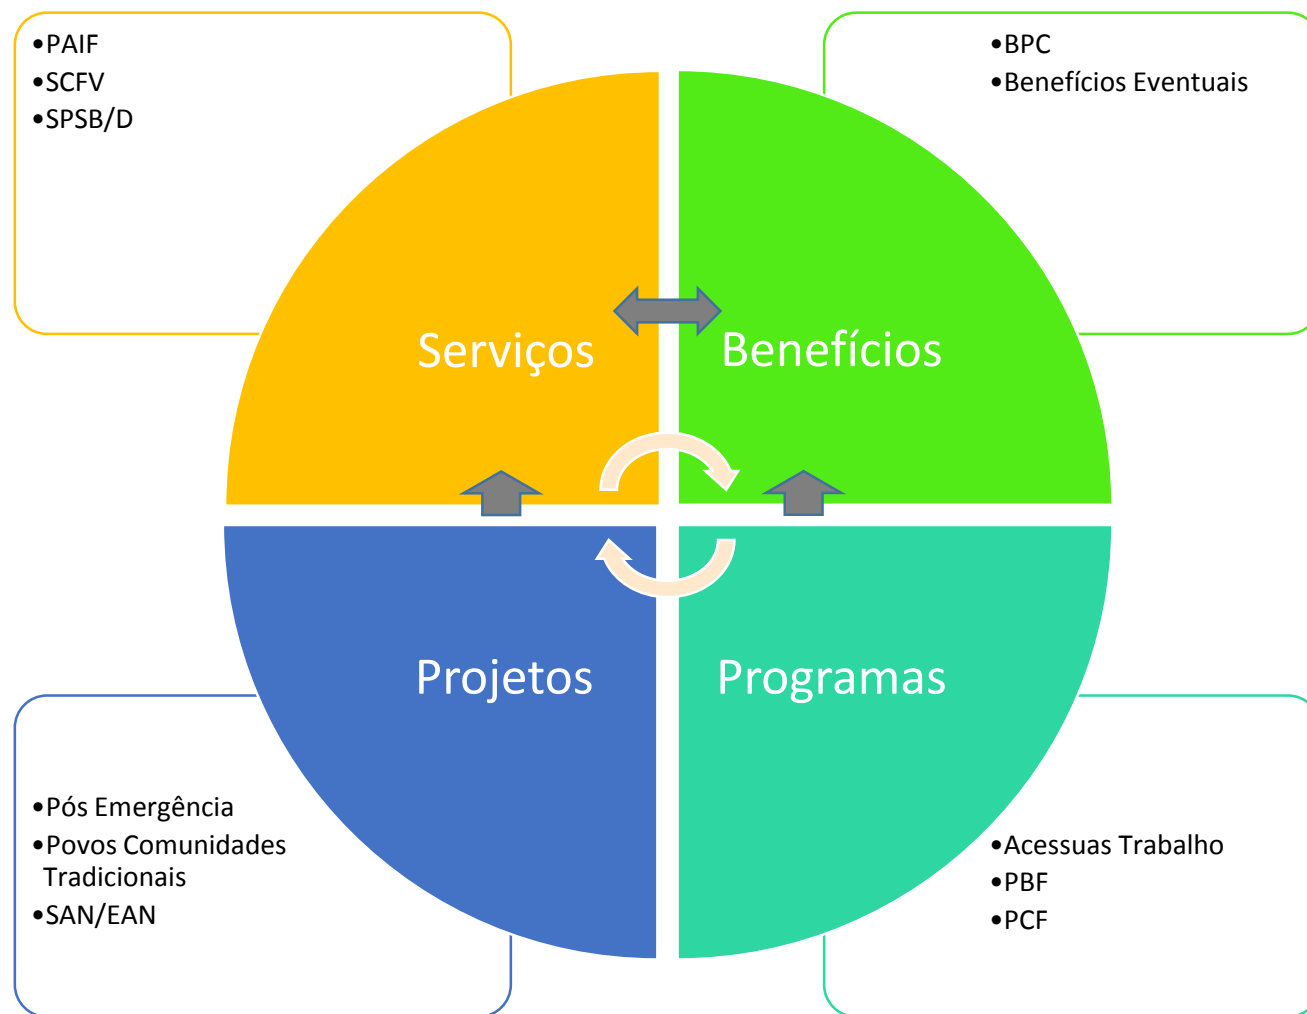 •PAIF
•SCFV
•SPSB/D
•BPC
•Benefícios Eventuais
Serviços
Benefícios
Projetos
Programas
•Pós Emergência
•Povos Comunidades
Tradicionais
•SAN/EAN
•Acessuas Trabalho
•PBF
•PCF